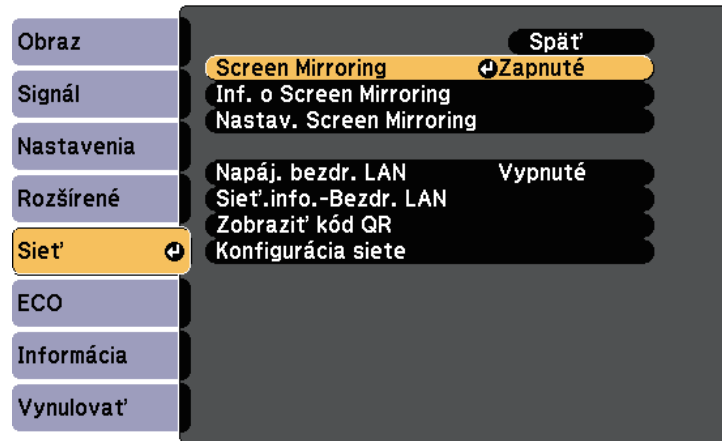 Obraz
Signál
Nastavenia
Rozšírené
Sieť
ECO
Informácia
Vynulovať
Späť
Screen Mirroring Zapnuté
Inf. o Screen Mirroring
Nastav. Screen Mirroring
Napáj. bezdr. LAN Vypnuté
Sieť.info.-Bezdr. LAN
Zobraziť kód QR
Konfigurácia siete